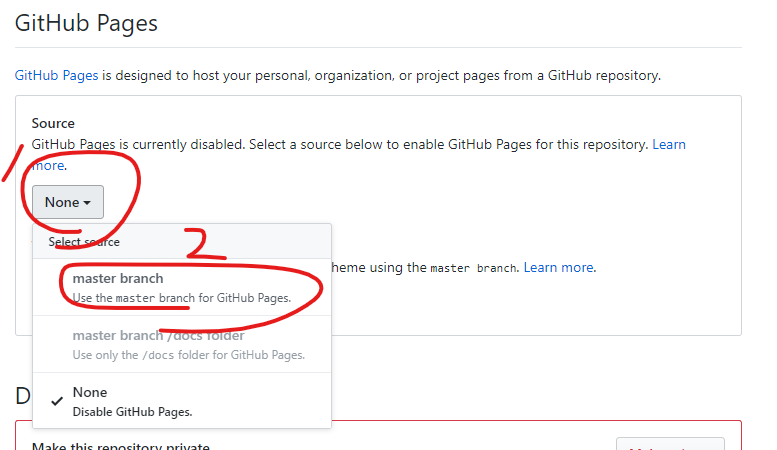 GitHub Pages
GitHub Pages is designed to host your personal, organization, or project pages from a GitHub repository.
Source
GitHub Pages is currently disabled. Select a source below to enable GitHub Pages for this repository. Learn
more.
1
None
Select source
2
master branch
heme using the master branch. Learn more.
Use the master branch for GitHub Pages.
master branch /docs folder
Use only the /docs folder for GitHub Pages.
None
D
Disable GitHub Pages.
Make this repository private